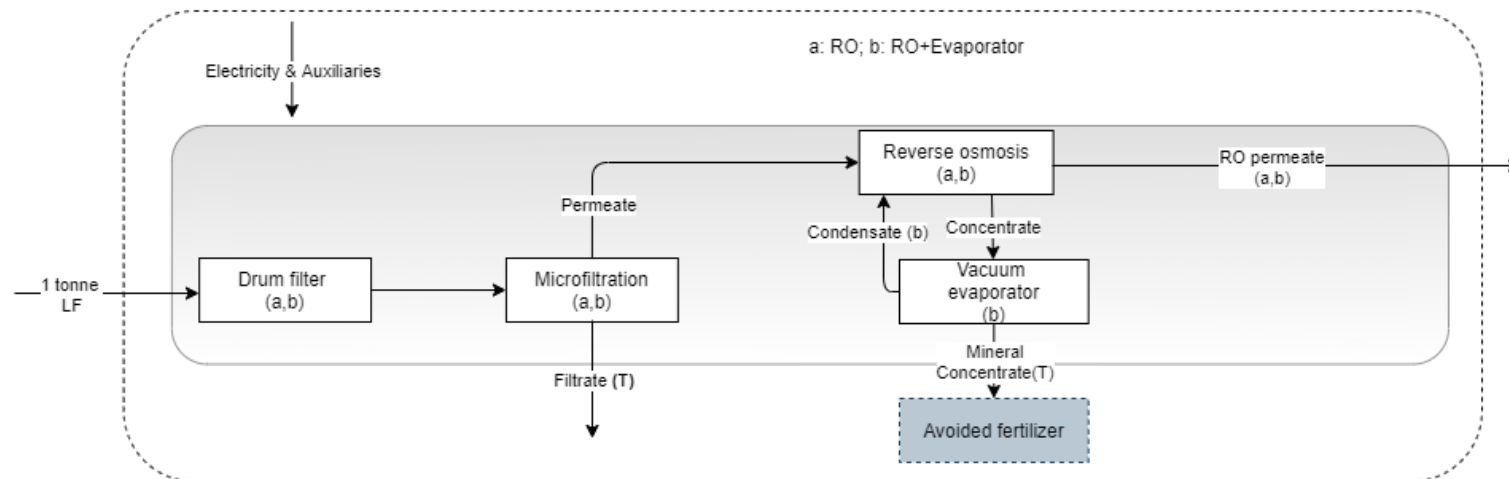 a: RO; b: RO+Evaporator
Electricity & Auxiliaries
Reverse osmosis
(a,b)
RO permeate
(a,b)
Permeate
Condensate (b)
Concentrate
1 tonne
LF
Drum filter
(a,b)
Microfiltration
(a,b)
Vacuum
evaporator
(b)
Filtrate (T)
Mineral
Concentrate(T)
Avoided fertilizer